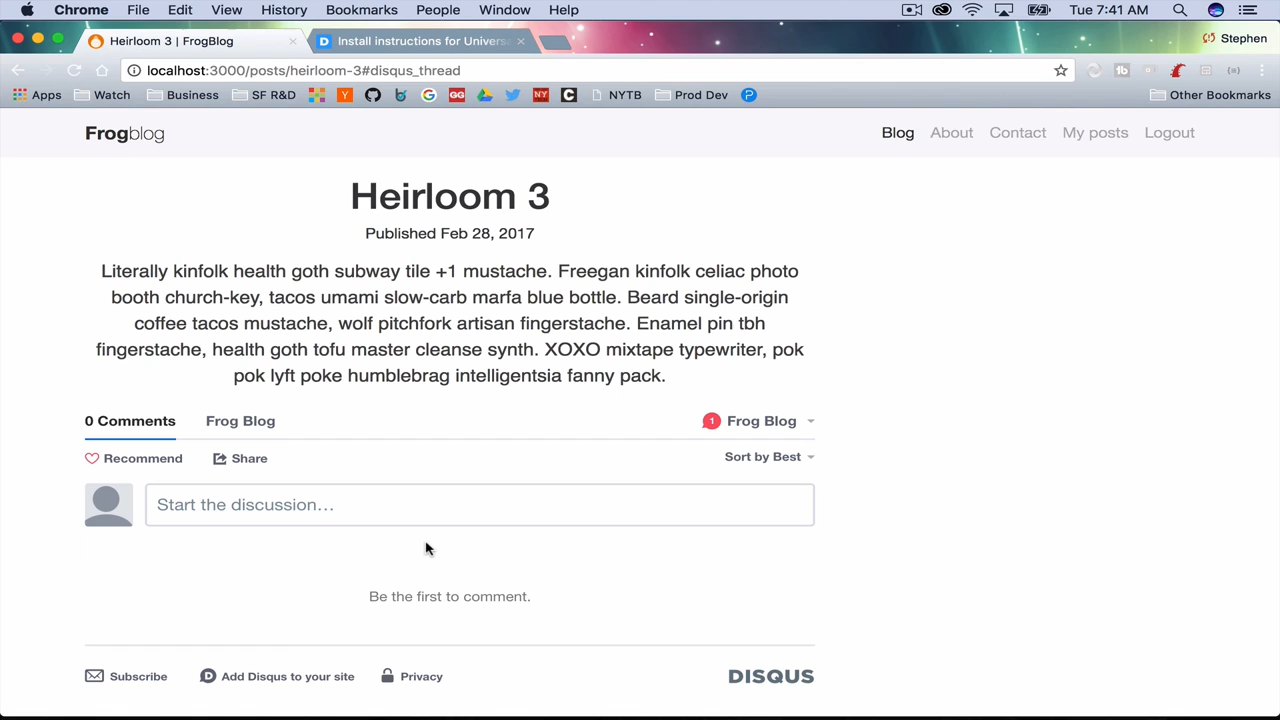 Chrome File Edit View History Bookmarks People Window Help Tue 7:41 AM
Heirloom 3 | FrogBlog Install instructions for Univers Stephen
localhost:3000/posts/heirloom-3#disqus_thread
Apps Watch Business SF R&D NYTB Prod Dev Other Bookmarks
Frogblog Blog About Contact My posts Logout
Heirloom 3
Published Feb 28, 2017
Literally kinfolk health goth subway tile +1 mustache. Freegan kinfolk celiac photo
booth church-key, tacos umami slow-carb marfa blue bottle. Beard single-origin
coffee tacos mustache, wolf pitchfork artisan fingerstache. Enamel pin tbh
fingerstache, health goth tofu master cleanse synth. XOXO mixtape typewriter, pok
pok lyft poke humblebrag intelligentsia fanny pack.
0 Comments Frog Blog 1 Frog Blog
Recommend Share Sort by Best
Start the discussion…
Be the first to comment.
Subscribe Add Disqus to your site Privacy DISQUS